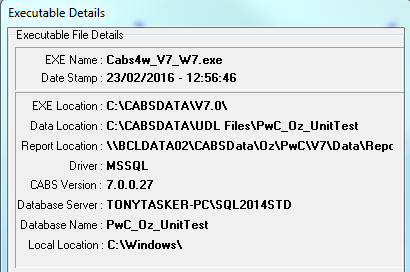 Executable Details
Executable File Details
EXE Name : Cabs4w_V7_W7.exe
Date Stamp : 23/02/2016 - 12:56:46
EXE Location : C:\CABSDATA\V7.0\
Data Location : C:\CABSDATA\UDL Files\PwC_Oz_UnitTest
Report Location : \\BCLDATA02\CABSData\Oz\PwC\V7\Data\Repo
Driver : MSSQL
CABS Version : 7.0.0.27
Database Server : TONYTASKER-PC\SQL2014STD
Database Name : PwC_Oz_UnitTest
Local Location : C:\Windows\